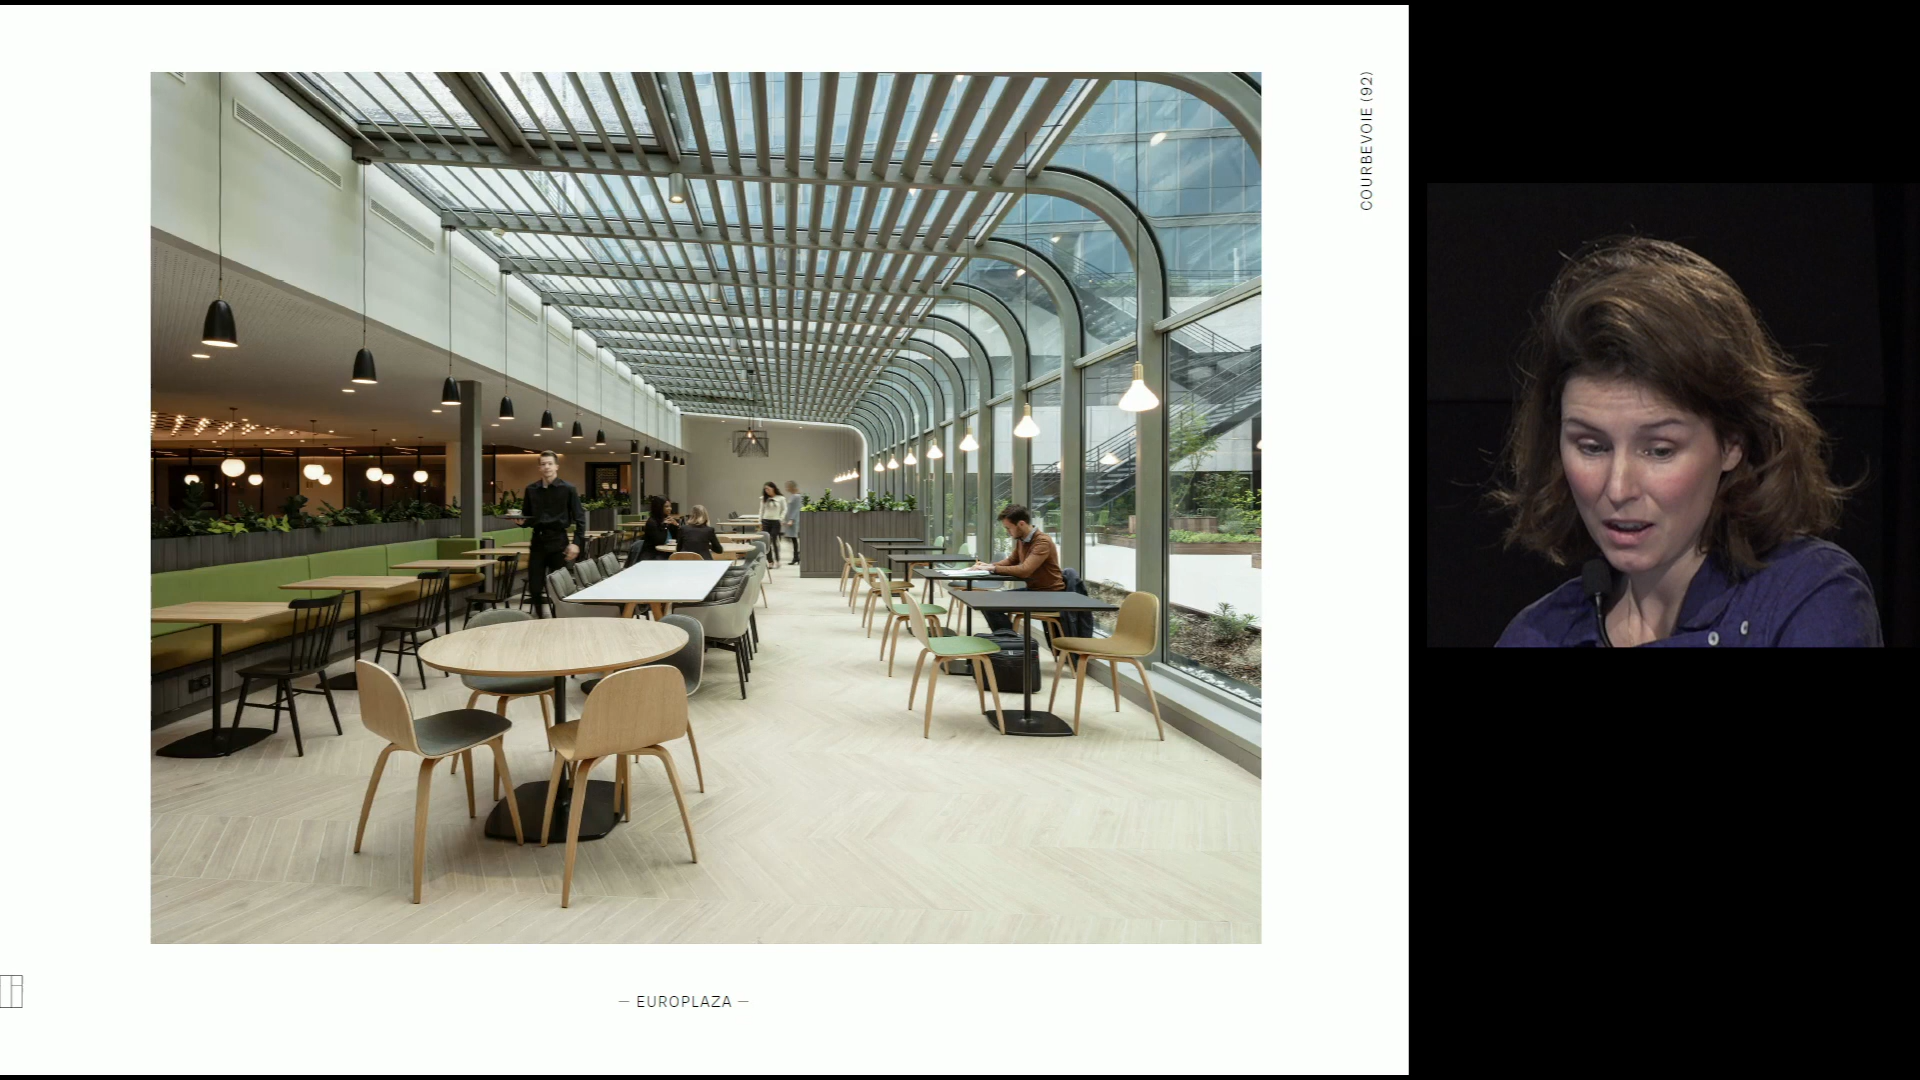 COURBEVOIE (92)
— EUROPLAZA —